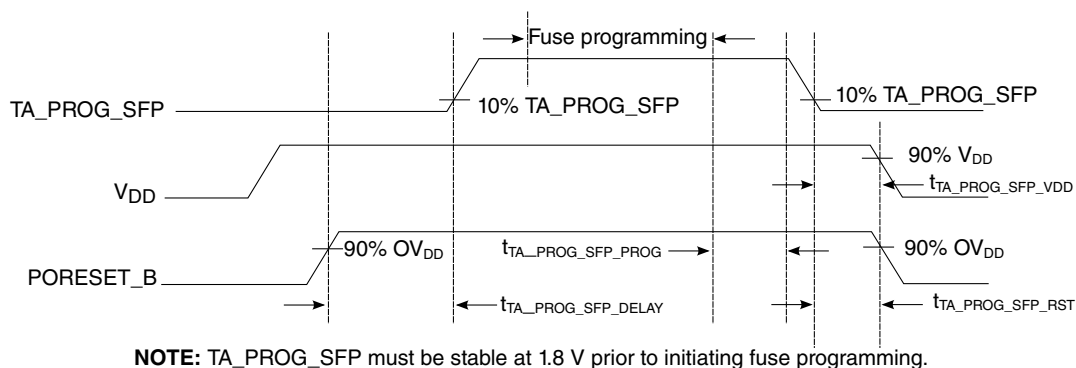 Fuse programming
TA_PROG_SFP
10% TA_PROG_SFP
10% TA_PROG_SFP
VDD
90% VDD
tTA_PROG_SFP_VDD
PORESET_B
90% OVDD
tTA_PROG_SFP_PROG
90% OVDD
tTA_PROG_SFP_DELAY
tTA_PROG_SFP_RST
NOTE: TA_PROG_SFP must be stable at 1.8 V prior to initiating fuse programming.